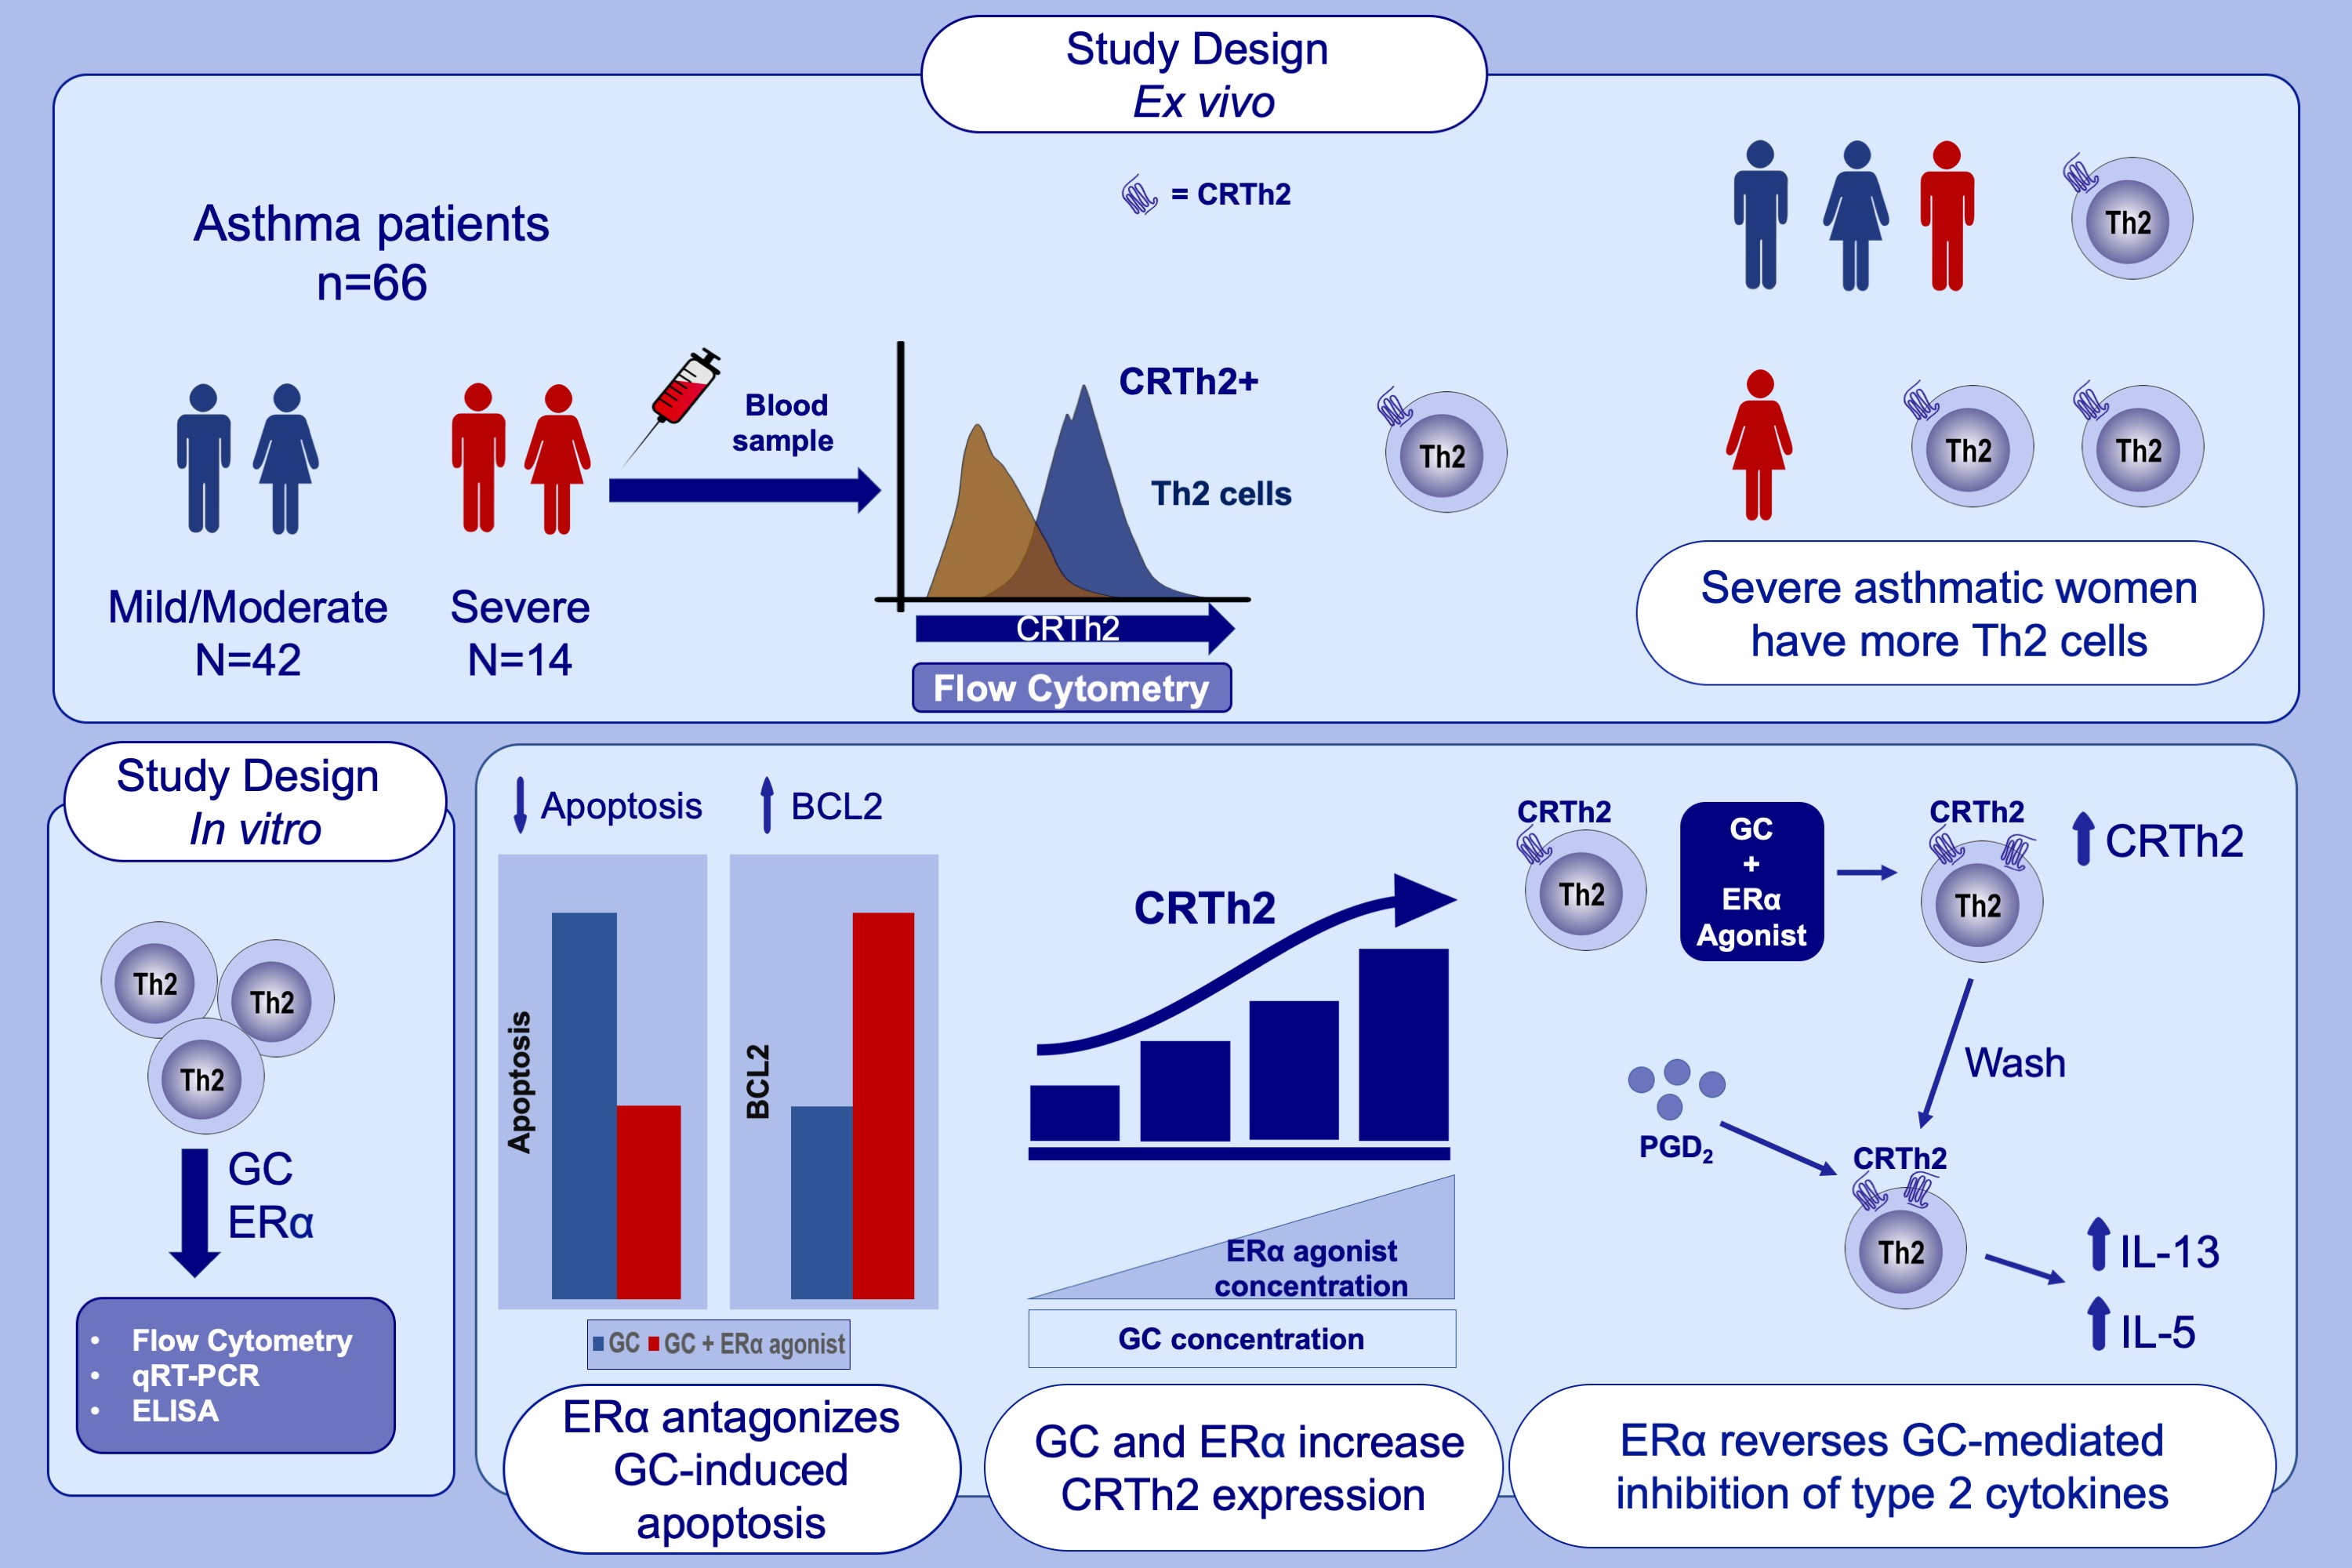 Study Design
Ex vivo
= CRTh2
Asthma patients
n=66
Th2
Blood
sample
CRTh2+
Th2 cells
Th2
Th2
Th2
Mild/Moderate
N=42
Severe
N=14
CRTh2
Flow Cytometry
Severe asthmatic women
have more Th2 cells
Study Design
In vitro
Th2
Th2
Th2
GC
ERα
• Flow Cytometry
• qRT-PCR
• ELISA
Apoptosis
BCL2
Apoptosis
BCL2
GC
GC + ERα agonist
ERα antagonizes
GC-induced
apoptosis
CRTh2
ERα agonist
concentration
GC concentration
GC and ERα increase
CRTh2 expression
CRTh2
Th2
GC
+
ERα
Agonist
CRTh2
Th2
CRTh2
Wash
PGD₂
CRTh2
Th2
IL-13
IL-5
ERα reverses GC-mediated
inhibition of type 2 cytokines